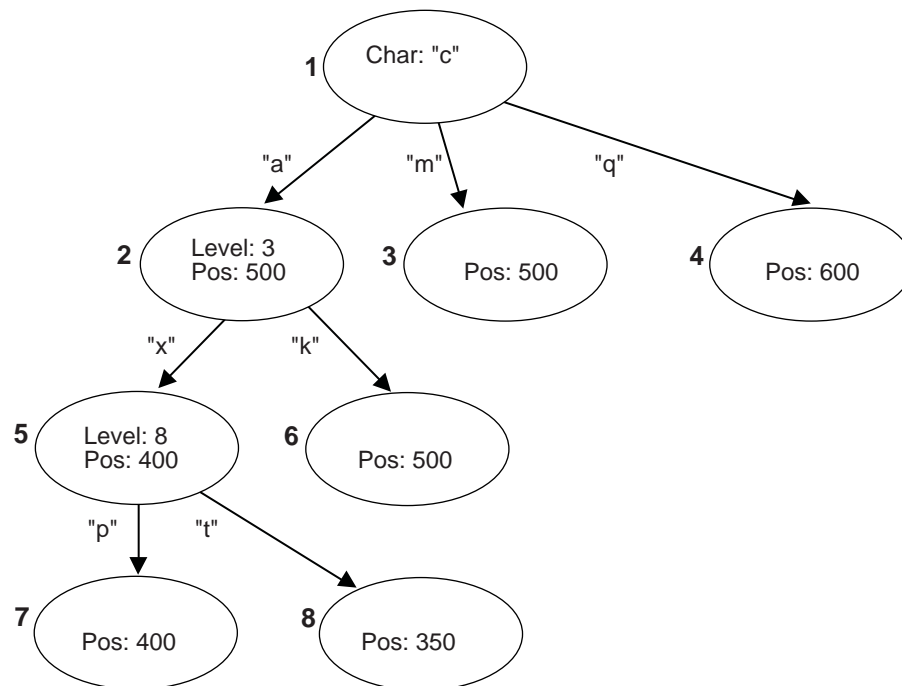 1
Char: "c"
"a"
"m"
"q"
2
Level: 3
Pos: 500
3
Pos: 500
4
Pos: 600
"x"
"k"
5
Level: 8
Pos: 400
6
Pos: 500
"p"
"t"
7
Pos: 400
8
Pos: 350